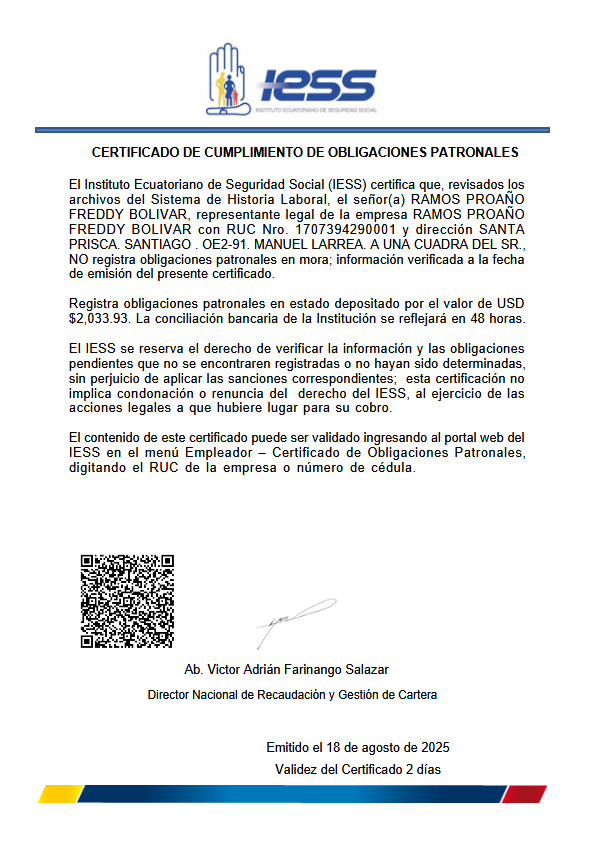 IESS
INSTITUTO ECUATORIANO DE SEGURIDAD SOCIAL
CERTIFICADO DE CUMPLIMIENTO DE OBLIGACIONES PATRONALES
El Instituto Ecuatoriano de Seguridad Social (IESS) certifica que, revisados los
archivos del Sistema de Historia Laboral, el señor(a) RAMOS PROAÑO
FREDDY BOLIVAR, representante legal de la empresa RAMOS PROAÑO
FREDDY BOLIVAR con RUC Nro. 1707394290001 y dirección SANTA
PRISCA. SANTIAGO . OE2-91. MANUEL LARREA. A UNA CUADRA DEL SR.,
NO registra obligaciones patronales en mora; información verificada a la fecha
de emisión del presente certificado.
Registra obligaciones patronales en estado depositado por el valor de USD
$2,033.93. La conciliación bancaria de la Institución se reflejará en 48 horas.
El IESS se reserva el derecho de verificar la información y las obligaciones
pendientes que no se encontraren registradas o no hayan sido determinadas,
sin perjuicio de aplicar las sanciones correspondientes; esta certificación no
implica condonación o renuncia del derecho del IESS, al ejercicio de las
acciones legales a que hubiere lugar para su cobro.
El contenido de este certificado puede ser validado ingresando al portal web del
IESS en el menú Empleador – Certificado de Obligaciones Patronales,
digitando el RUC de la empresa o número de cédula.
Ab. Victor Adrián Farinango Salazar
Director Nacional de Recaudación y Gestión de Cartera
Emitido el 18 de agosto de 2025
Validez del Certificado 2 días